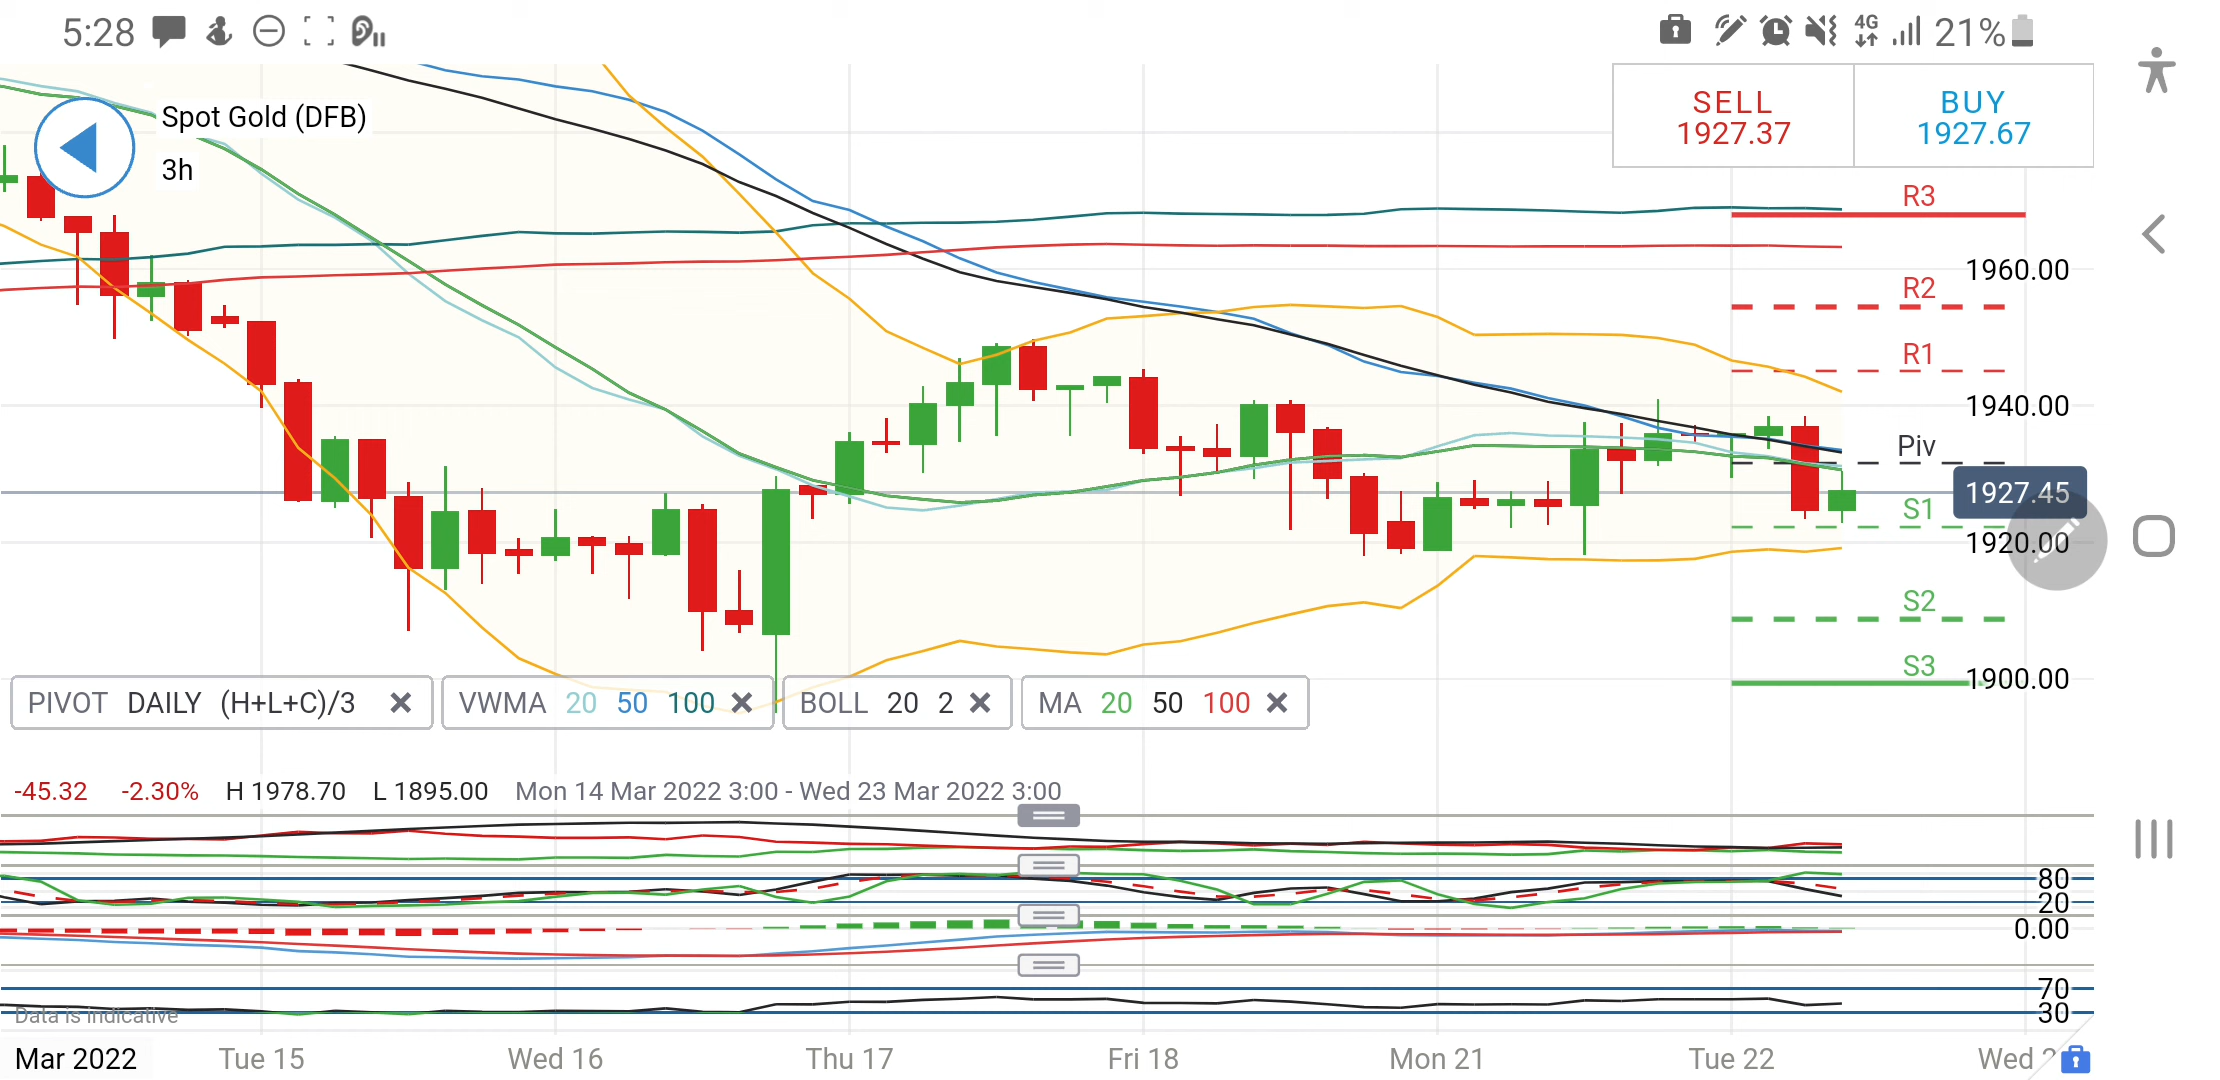 5:28
4G
21%
Spot Gold (DFB)
3h
SELL
1927.37
BUY
1927.67
R3
1960.00
R2
R1
1940.00
Piv
1927.45
S1
1920.00
S2
S3
1900.00
PIVOT DAILY (H+L+C)/3
VWMA 20 50 100
BOLL 20 2
MA 20 50 100
-45.32 -2.30% H 1978.70 L 1895.00 Mon 14 Mar 2022 3:00 - Wed 23 Mar 2022 3:00
80
20
0.00
70
30
Data is indicative
Mar 2022 Tue 15 Wed 16 Thu 17 Fri 18 Mon 21 Tue 22 Wed 2